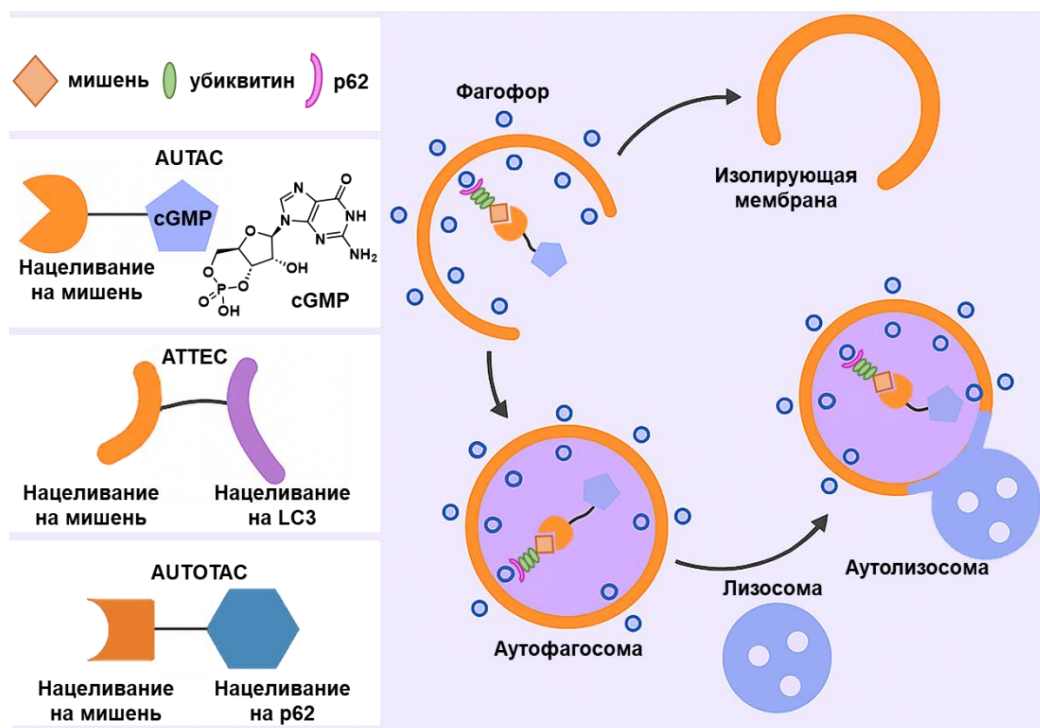 мишень убиквитин p62
AUTAC
cGMP
Нацеливание
на мишень
N
N
O
NH
N
N
NH₂
O
O
OH
O
P
O
OH
cGMP
ATTEC
Нацеливание
на мишень
Нацеливание
на LC3
AUTOTAC
Нацеливание
на мишень
Нацеливание
на p62
Фагофор
Изолирующая
мембрана
Аутофагосома
Лизосома
Аутолизосома